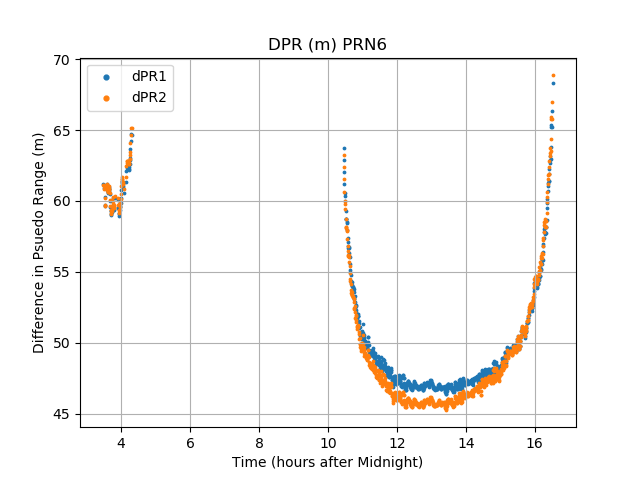 DPR (m) PRN6
dPR1
dPR2
Difference in Psuedo Range (m)
70
65
60
55
50
45
4 6 8 10 12 14 16
Time (hours after Midnight)